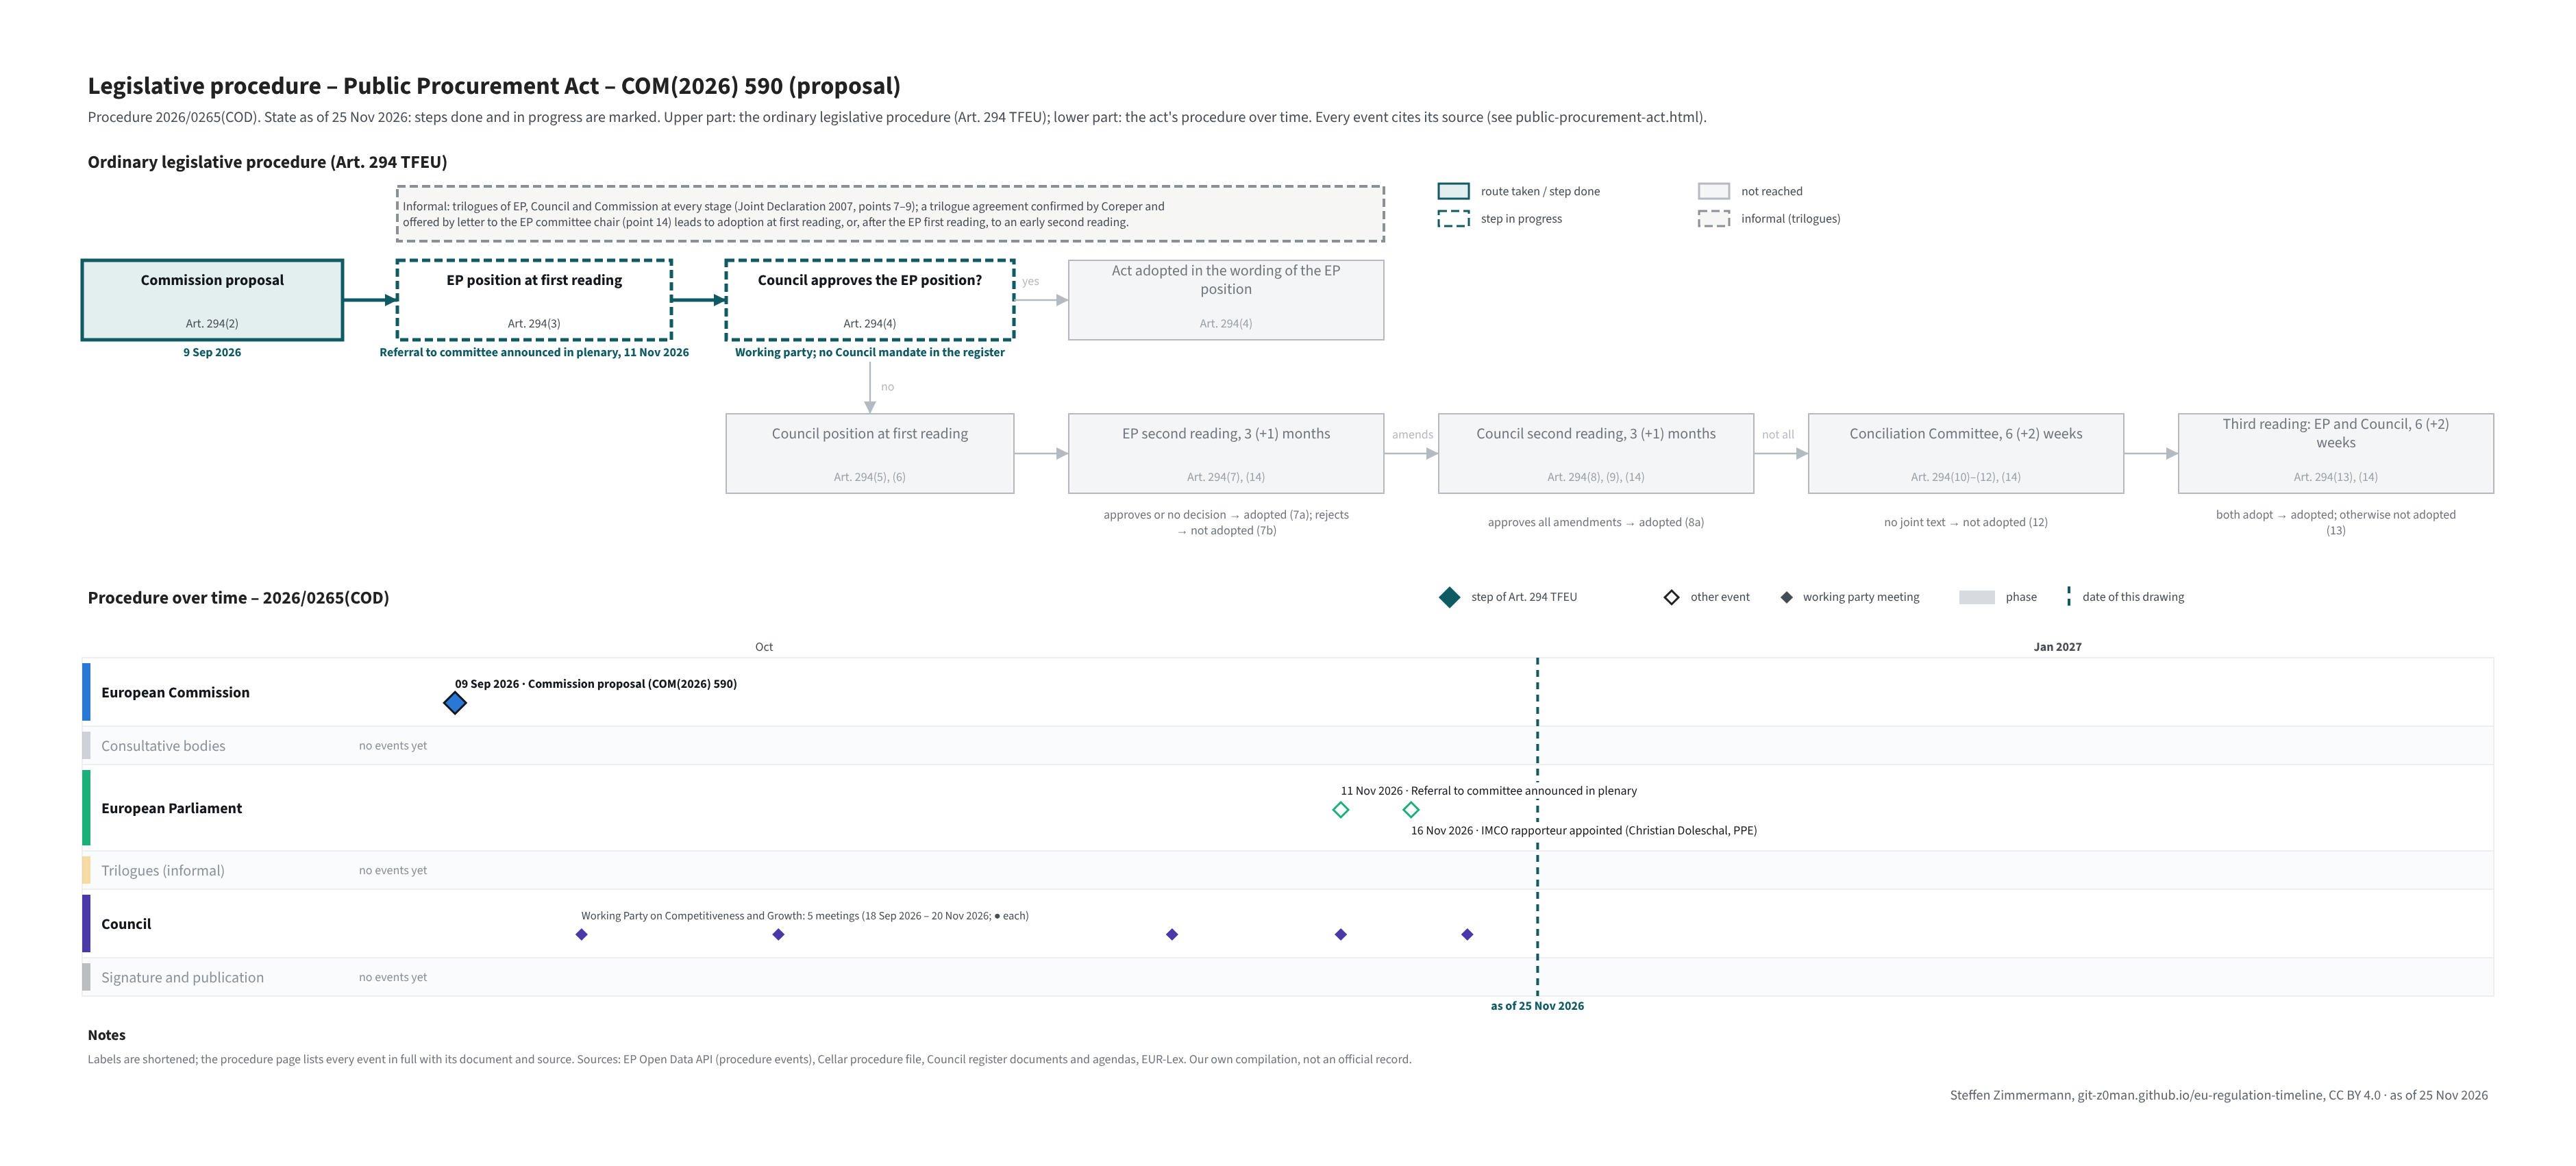 Legislative procedure – Public Procurement Act – COM(2026) 590 (proposal)
Procedure 2026/0265(COD). State as of 25 Nov 2026: steps done and in progress are marked. Upper part: the ordinary legislative procedure (Art. 294 TFEU); lower part: the act's procedure over time. Every event cites its source (see public-procurement-act.html).
Ordinary legislative procedure (Art. 294 TFEU)
Informal: trilogues of EP, Council and Commission at every stage (Joint Declaration 2007, points 7–9); a trilogue agreement confirmed by Coreper and
offered by letter to the EP committee chair (point 14) leads to adoption at first reading, or, after the EP first reading, to an early second reading.
route taken / step done
not reached
step in progress
informal (trilogues)
Commission proposal
Art. 294(2)
9 Sep 2026
EP position at first reading
Art. 294(3)
Referral to committee announced in plenary, 11 Nov 2026
Council approves the EP position?
Art. 294(4)
Working party; no Council mandate in the register
yes
Act adopted in the wording of the EP
position
Art. 294(4)
no
Council position at first reading
Art. 294(5), (6)
EP second reading, 3 (+1) months
Art. 294(7), (14)
approves or no decision → adopted (7a); rejects
→ not adopted (7b)
amends
Council second reading, 3 (+1) months
Art. 294(8), (9), (14)
approves all amendments → adopted (8a)
not all
Conciliation Committee, 6 (+2) weeks
Art. 294(10)–(12), (14)
no joint text → not adopted (12)
Third reading: EP and Council, 6 (+2)
weeks
Art. 294(13), (14)
both adopt → adopted; otherwise not adopted
(13)
Procedure over time – 2026/0265(COD)
step of Art. 294 TFEU
other event
working party meeting
phase
date of this drawing
Oct
Jan 2027
European Commission
09 Sep 2026 · Commission proposal (COM(2026) 590)
Consultative bodies
no events yet
European Parliament
11 Nov 2026 · Referral to committee announced in plenary
16 Nov 2026 · IMCO rapporteur appointed (Christian Doleschal, PPE)
Trilogues (informal)
no events yet
Council
Working Party on Competitiveness and Growth: 5 meetings (18 Sep 2026 – 20 Nov 2026; ● each)
Signature and publication
no events yet
as of 25 Nov 2026
Notes
Labels are shortened; the procedure page lists every event in full with its document and source. Sources: EP Open Data API (procedure events), Cellar procedure file, Council register documents and agendas, EUR-Lex. Our own compilation, not an official record.
Steffen Zimmermann, git-z0man.github.io/eu-regulation-timeline, CC BY 4.0 · as of 25 Nov 2026